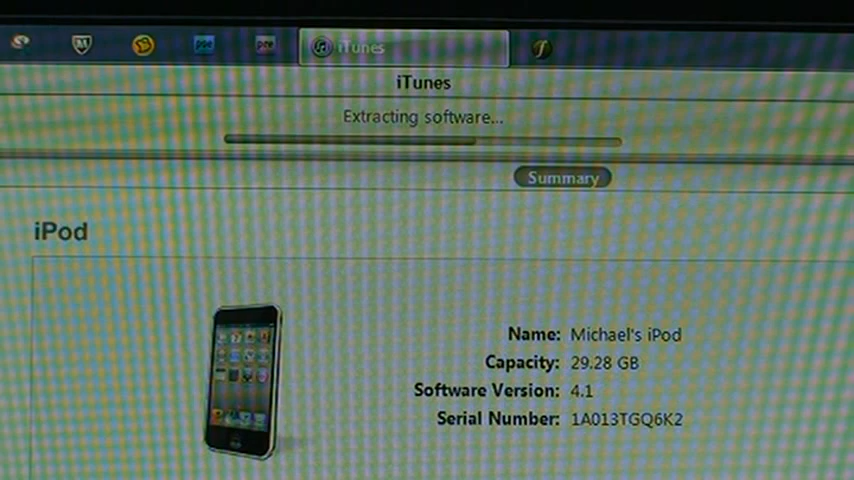 iTunes
iTunes
Extracting software...
Summary
iPod
Name: Michael's iPod
Capacity: 29.28 GB
Software Version: 4.1
Serial Number: 1A013TGQ6K2